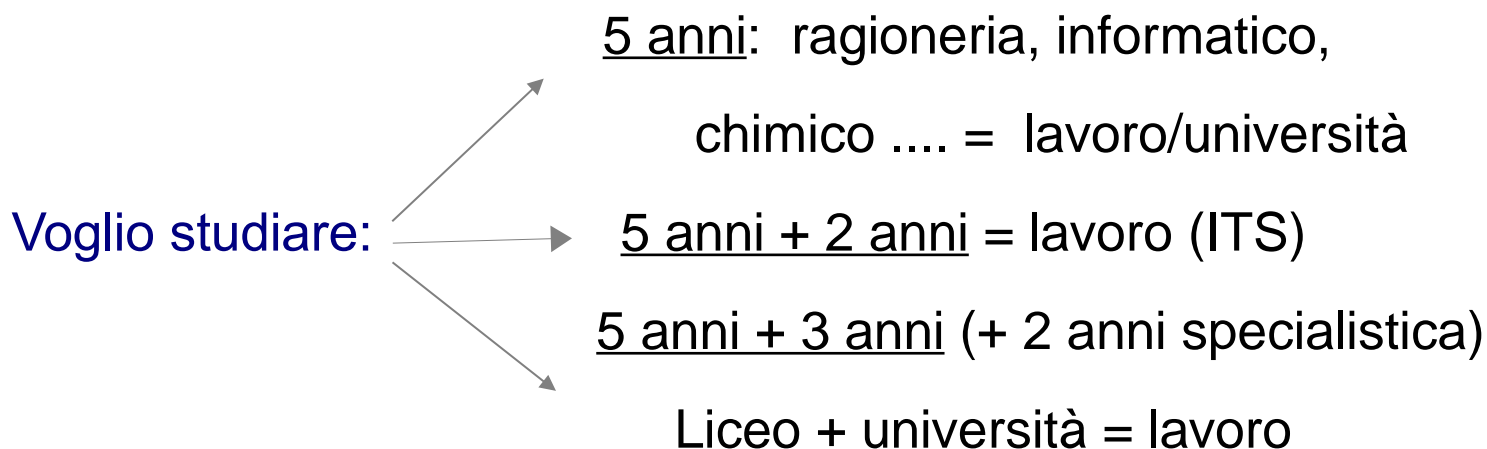 5 anni: ragioneria, informatico,
chimico .... = lavoro/università
Voglio studiare:
5 anni + 2 anni = lavoro (ITS)
5 anni + 3 anni (+ 2 anni specialistica)
Liceo + università = lavoro